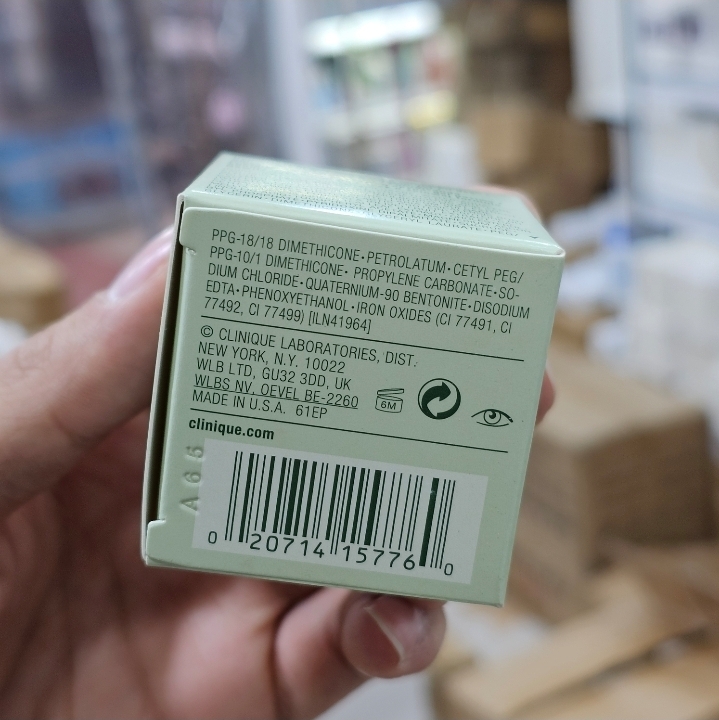 PPG-18/18 DIMETHICONE • PETROLATUM • CETYL PEG/
PPG-10/1 DIMETHICONE • PROPYLENE CARBONATE • SO-
DIUM CHLORIDE • QUATERNIUM-90 BENTONITE • DISODIUM
EDTA • PHENOXYETHANOL • IRON OXIDES (CI 77491, CI
77492, CI 77499) [ILN41964]
© CLINIQUE LABORATORIES, DIST.
NEW YORK, N.Y. 10022
WLB LTD, GU32 3DD, UK
WLBS NV, OEVEL BE-2260
MADE IN U.S.A. 61EP
6M
clinique.com
A65
0 20714 15776 0